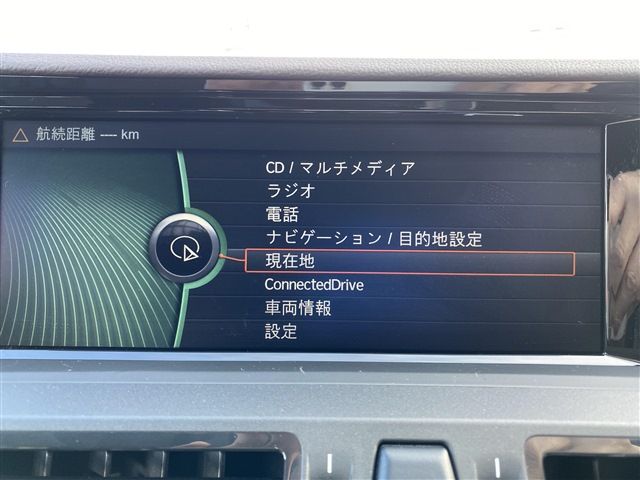 航続距離 ---- km
CD / マルチメディア
ラジオ
電話
ナビゲーション / 目的地設定
現在地
ConnectedDrive
車両情報
設定